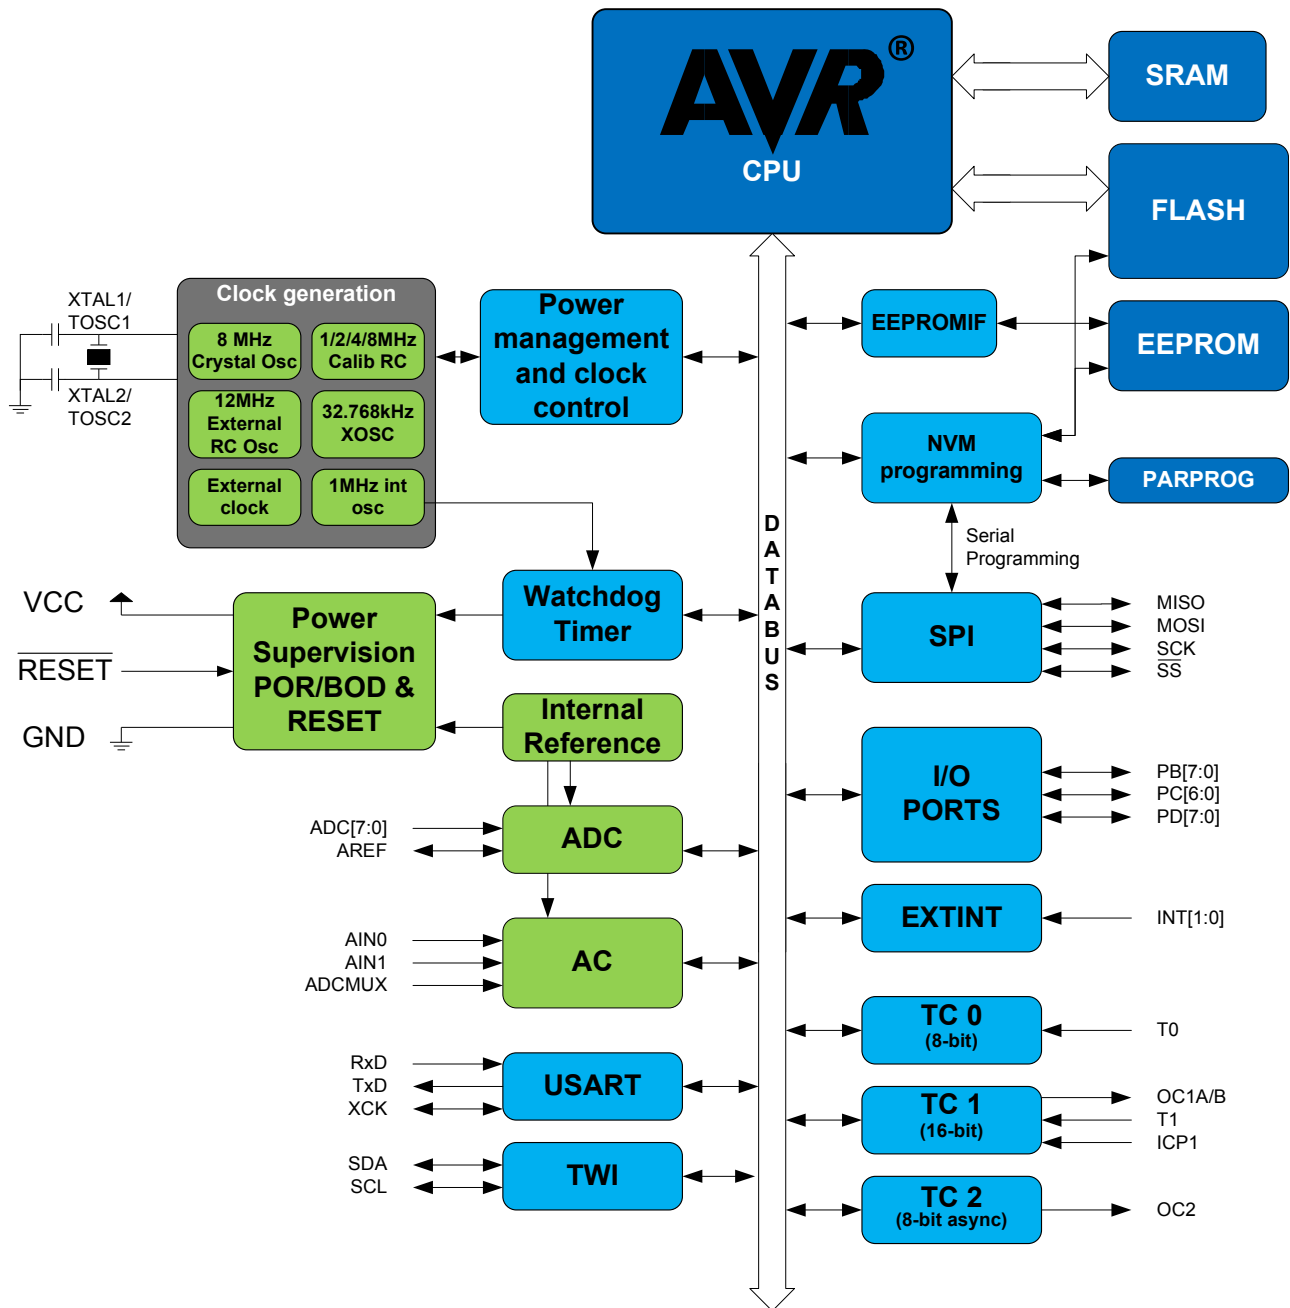 AVR®
CPU
SRAM
FLASH
EEPROM
PARPROG
Clock generation
8 MHz
Crystal Osc
1/2/4/8MHz
Calib RC
12MHz
External
RC Osc
32.768kHz
XOSC
External
clock
1MHz int
osc
XTAL1/
TOSC1
XTAL2/
TOSC2
Power
management
and clock
control
EEPROMIF
NVM
programming
Serial
Programming
DATABUS
VCC
RESET
GND
Power
Supervision
POR/BOD &
RESET
Watchdog
Timer
Internal
Reference
SPI
MISO
MOSI
SCK
SS
I/O
PORTS
PB[7:0]
PC[6:0]
PD[7:0]
ADC[7:0]
AREF
ADC
EXTINT
INT[1:0]
AIN0
AIN1
ADCMUX
AC
TC 0
(8-bit)
T0
RxD
TxD
XCK
USART
TC 1
(16-bit)
OC1A/B
T1
ICP1
SDA
SCL
TWI
TC 2
(8-bit async)
OC2